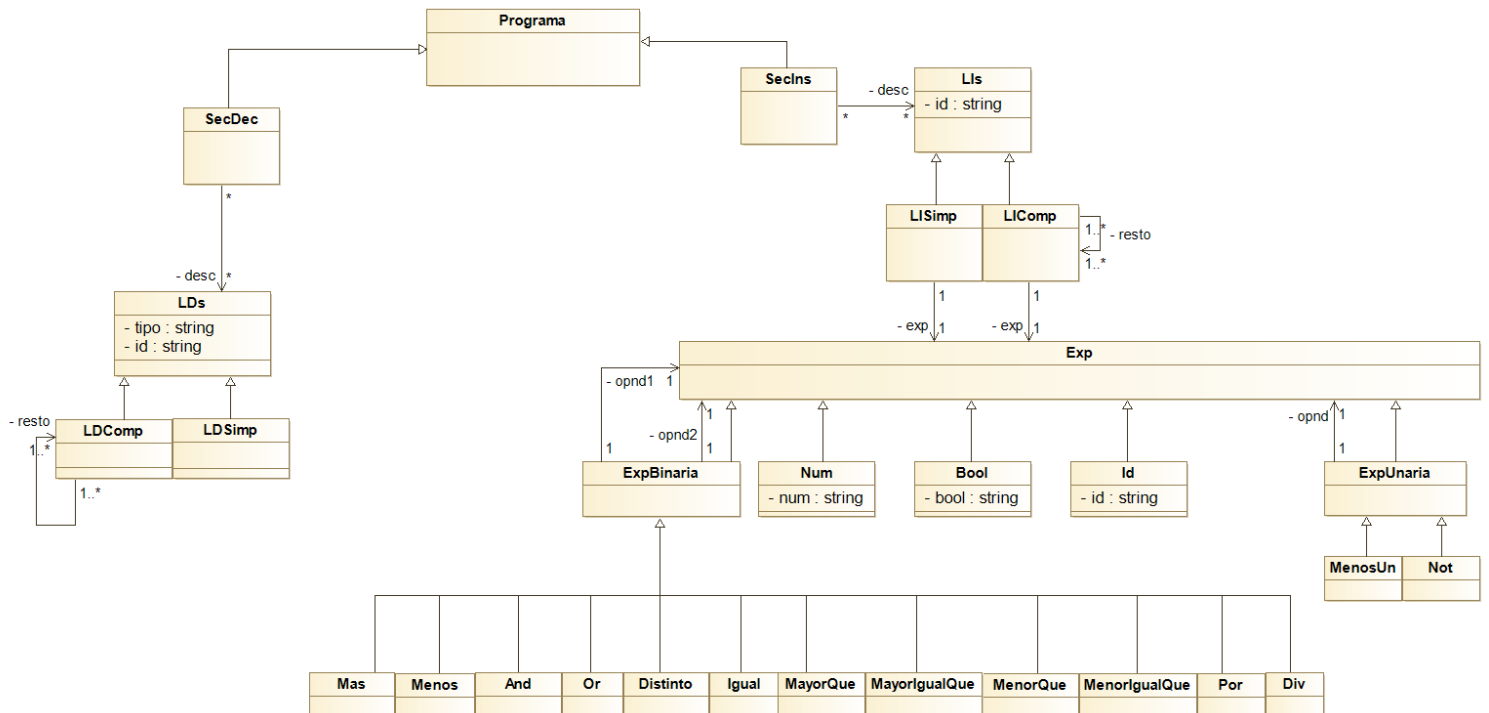 Programa
SecIns
LIs
- id : string
- desc
*
*
SecDec
*
- desc
*
LISimp
LIComp
1..*
- resto
1..*
LDs
- tipo : string
- id : string
1
1
- exp
1
- exp
1
Exp
- opnd1
1
1
- opnd2
1
1
- opnd
1
1
- resto
1..*
LDComp
LDSimp
1..*
ExpBinaria
Num
- num : string
Bool
- bool : string
Id
- id : string
ExpUnaria
MenosUn
Not
Mas
Menos
And
Or
Distinto
Igual
MayorQue
MayorIgualQue
MenorQue
MenorIgualQue
Por
Div